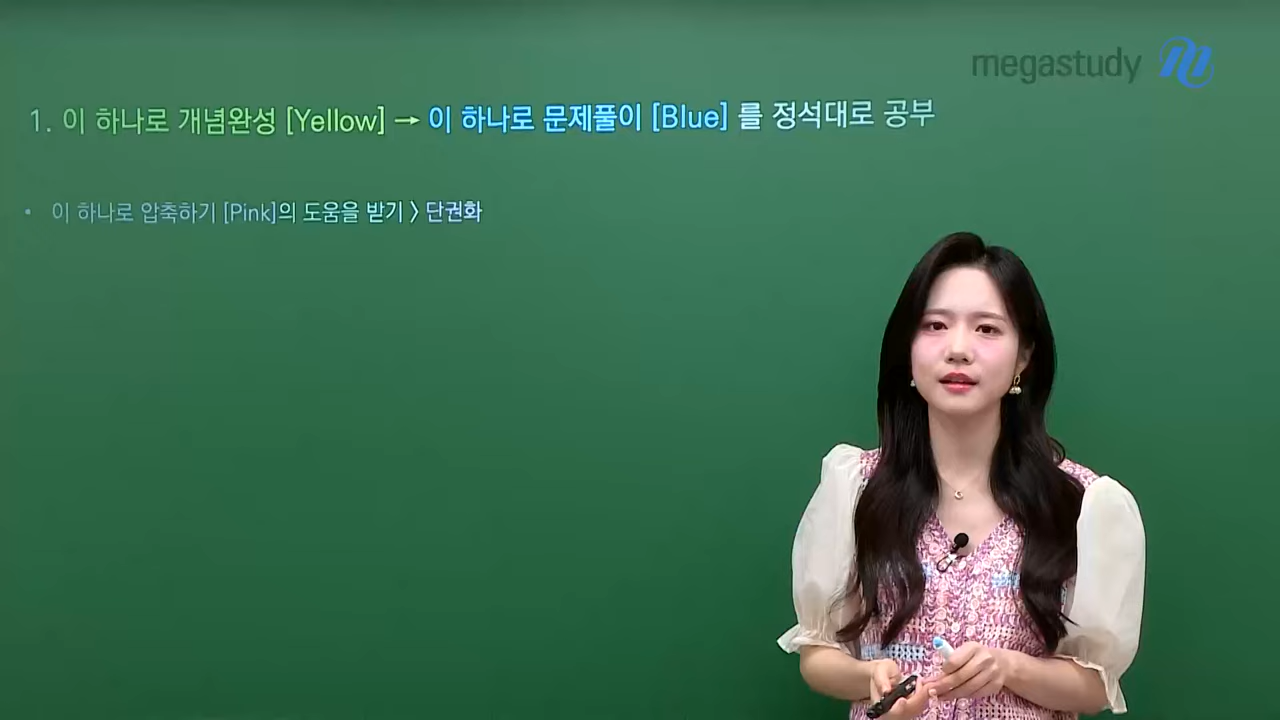 megastudy
1. 이 하나로 개념완성 [Yellow] → 이 하나로 문제풀이 [Blue] 를 정석대로 공부
• 이 하나로 압축하기 [Pink]의 도움을 받기 > 단권화